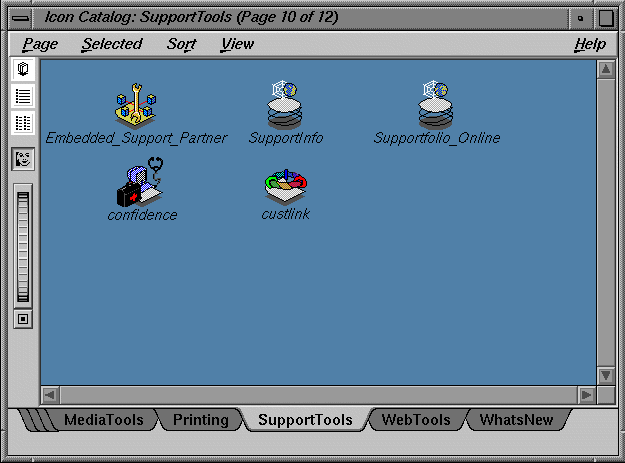 Icon Catalog: SupportTools (Page 10 of 12)
Page Selected Sort View Help
Embedded_Support_Partner SupportInfo Supportfolio_Online
confidence custlink
MediaTools Printing SupportTools WebTools WhatsNew